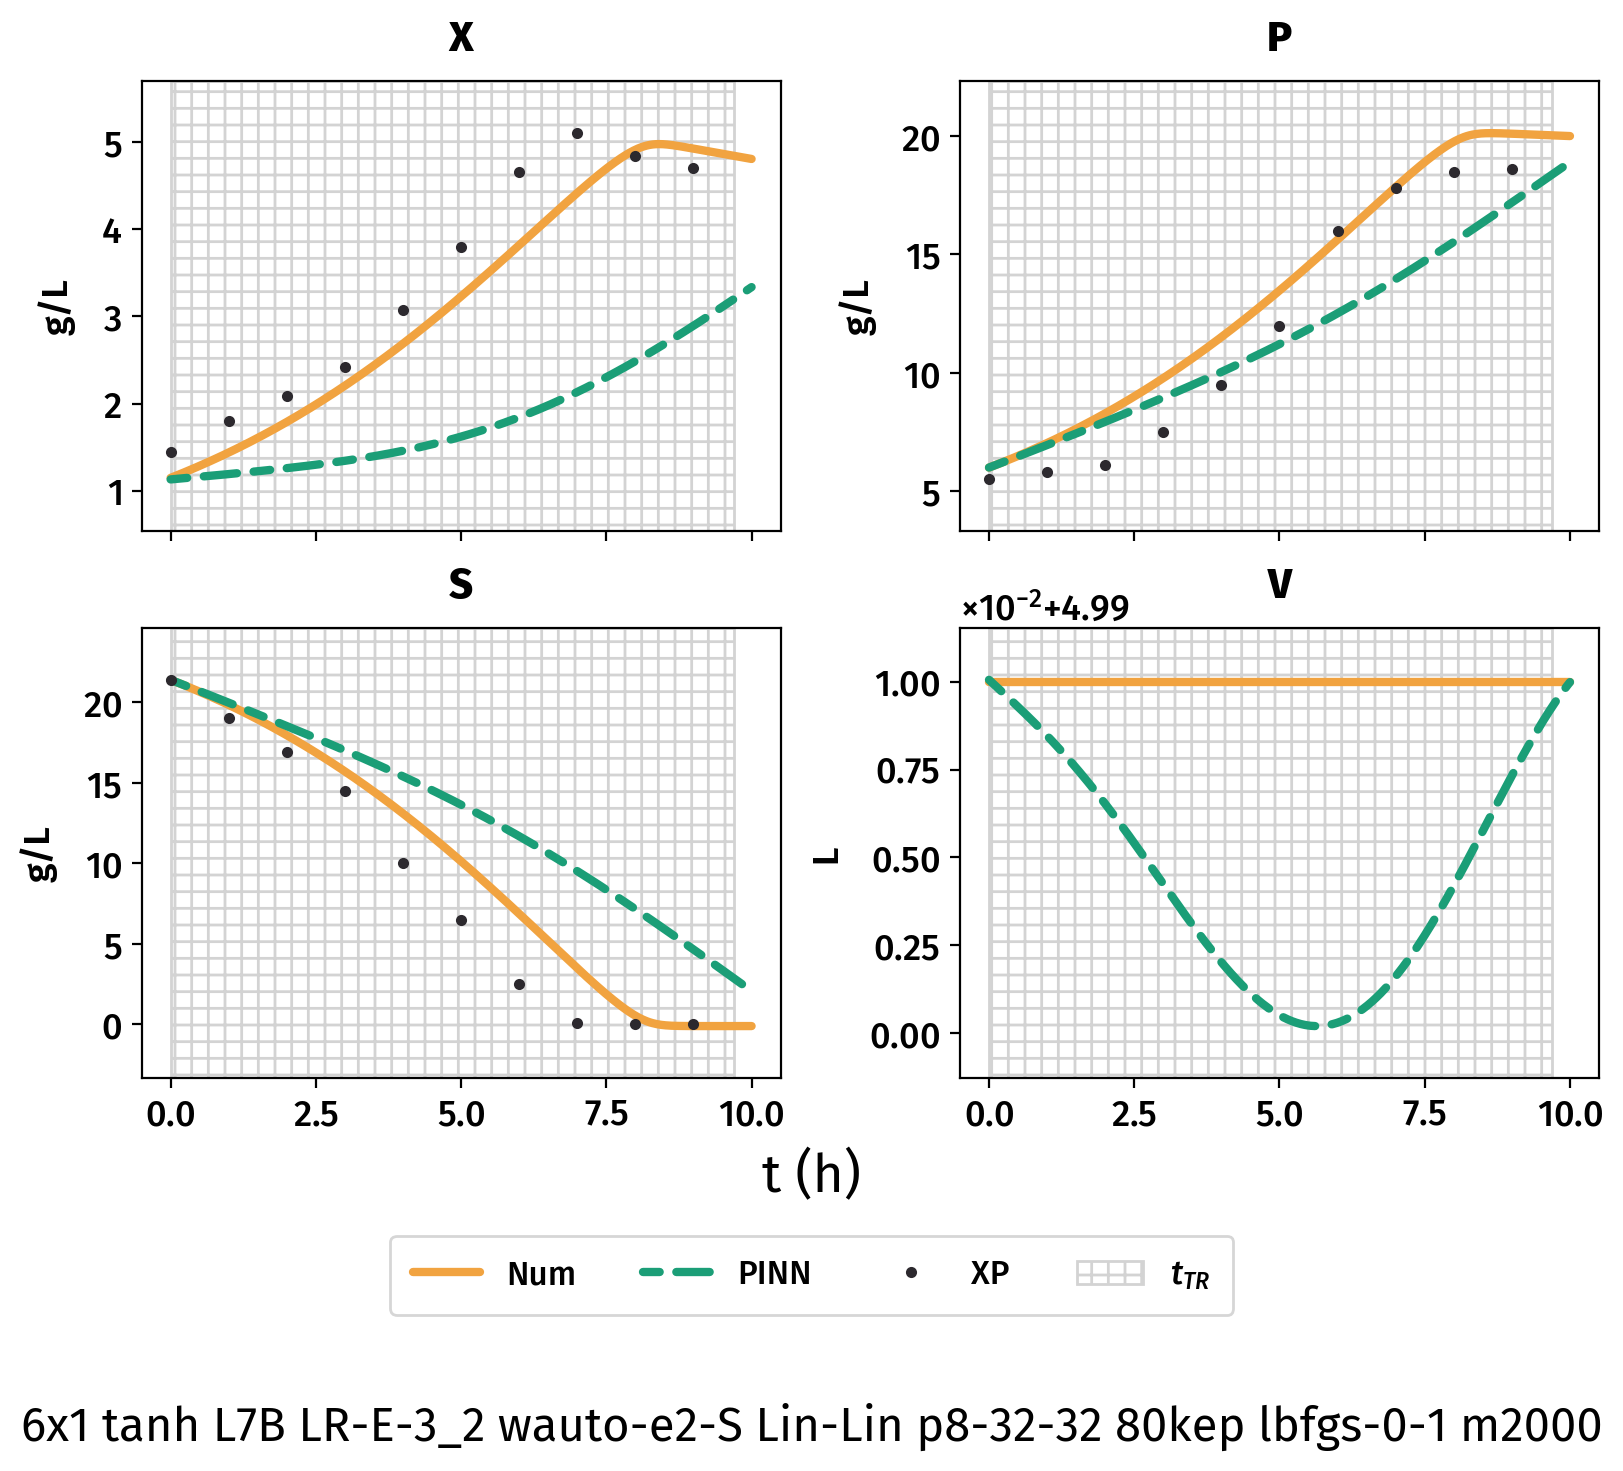 X
P
g/L
5
4
3
2
1
g/L
20
15
10
5
S
V
×10⁻²+4.99
g/L
20
15
10
5
0
L
1.00
0.75
0.50
0.25
0.00
0.0 2.5 5.0 7.5 10.0
0.0 2.5 5.0 7.5 10.0
t (h)
Num PINN XP t_TR
6x1 tanh L7B LR-E-3_2 wauto-e2-S Lin-Lin p8-32-32 80kep lbfgs-0-1 m2000